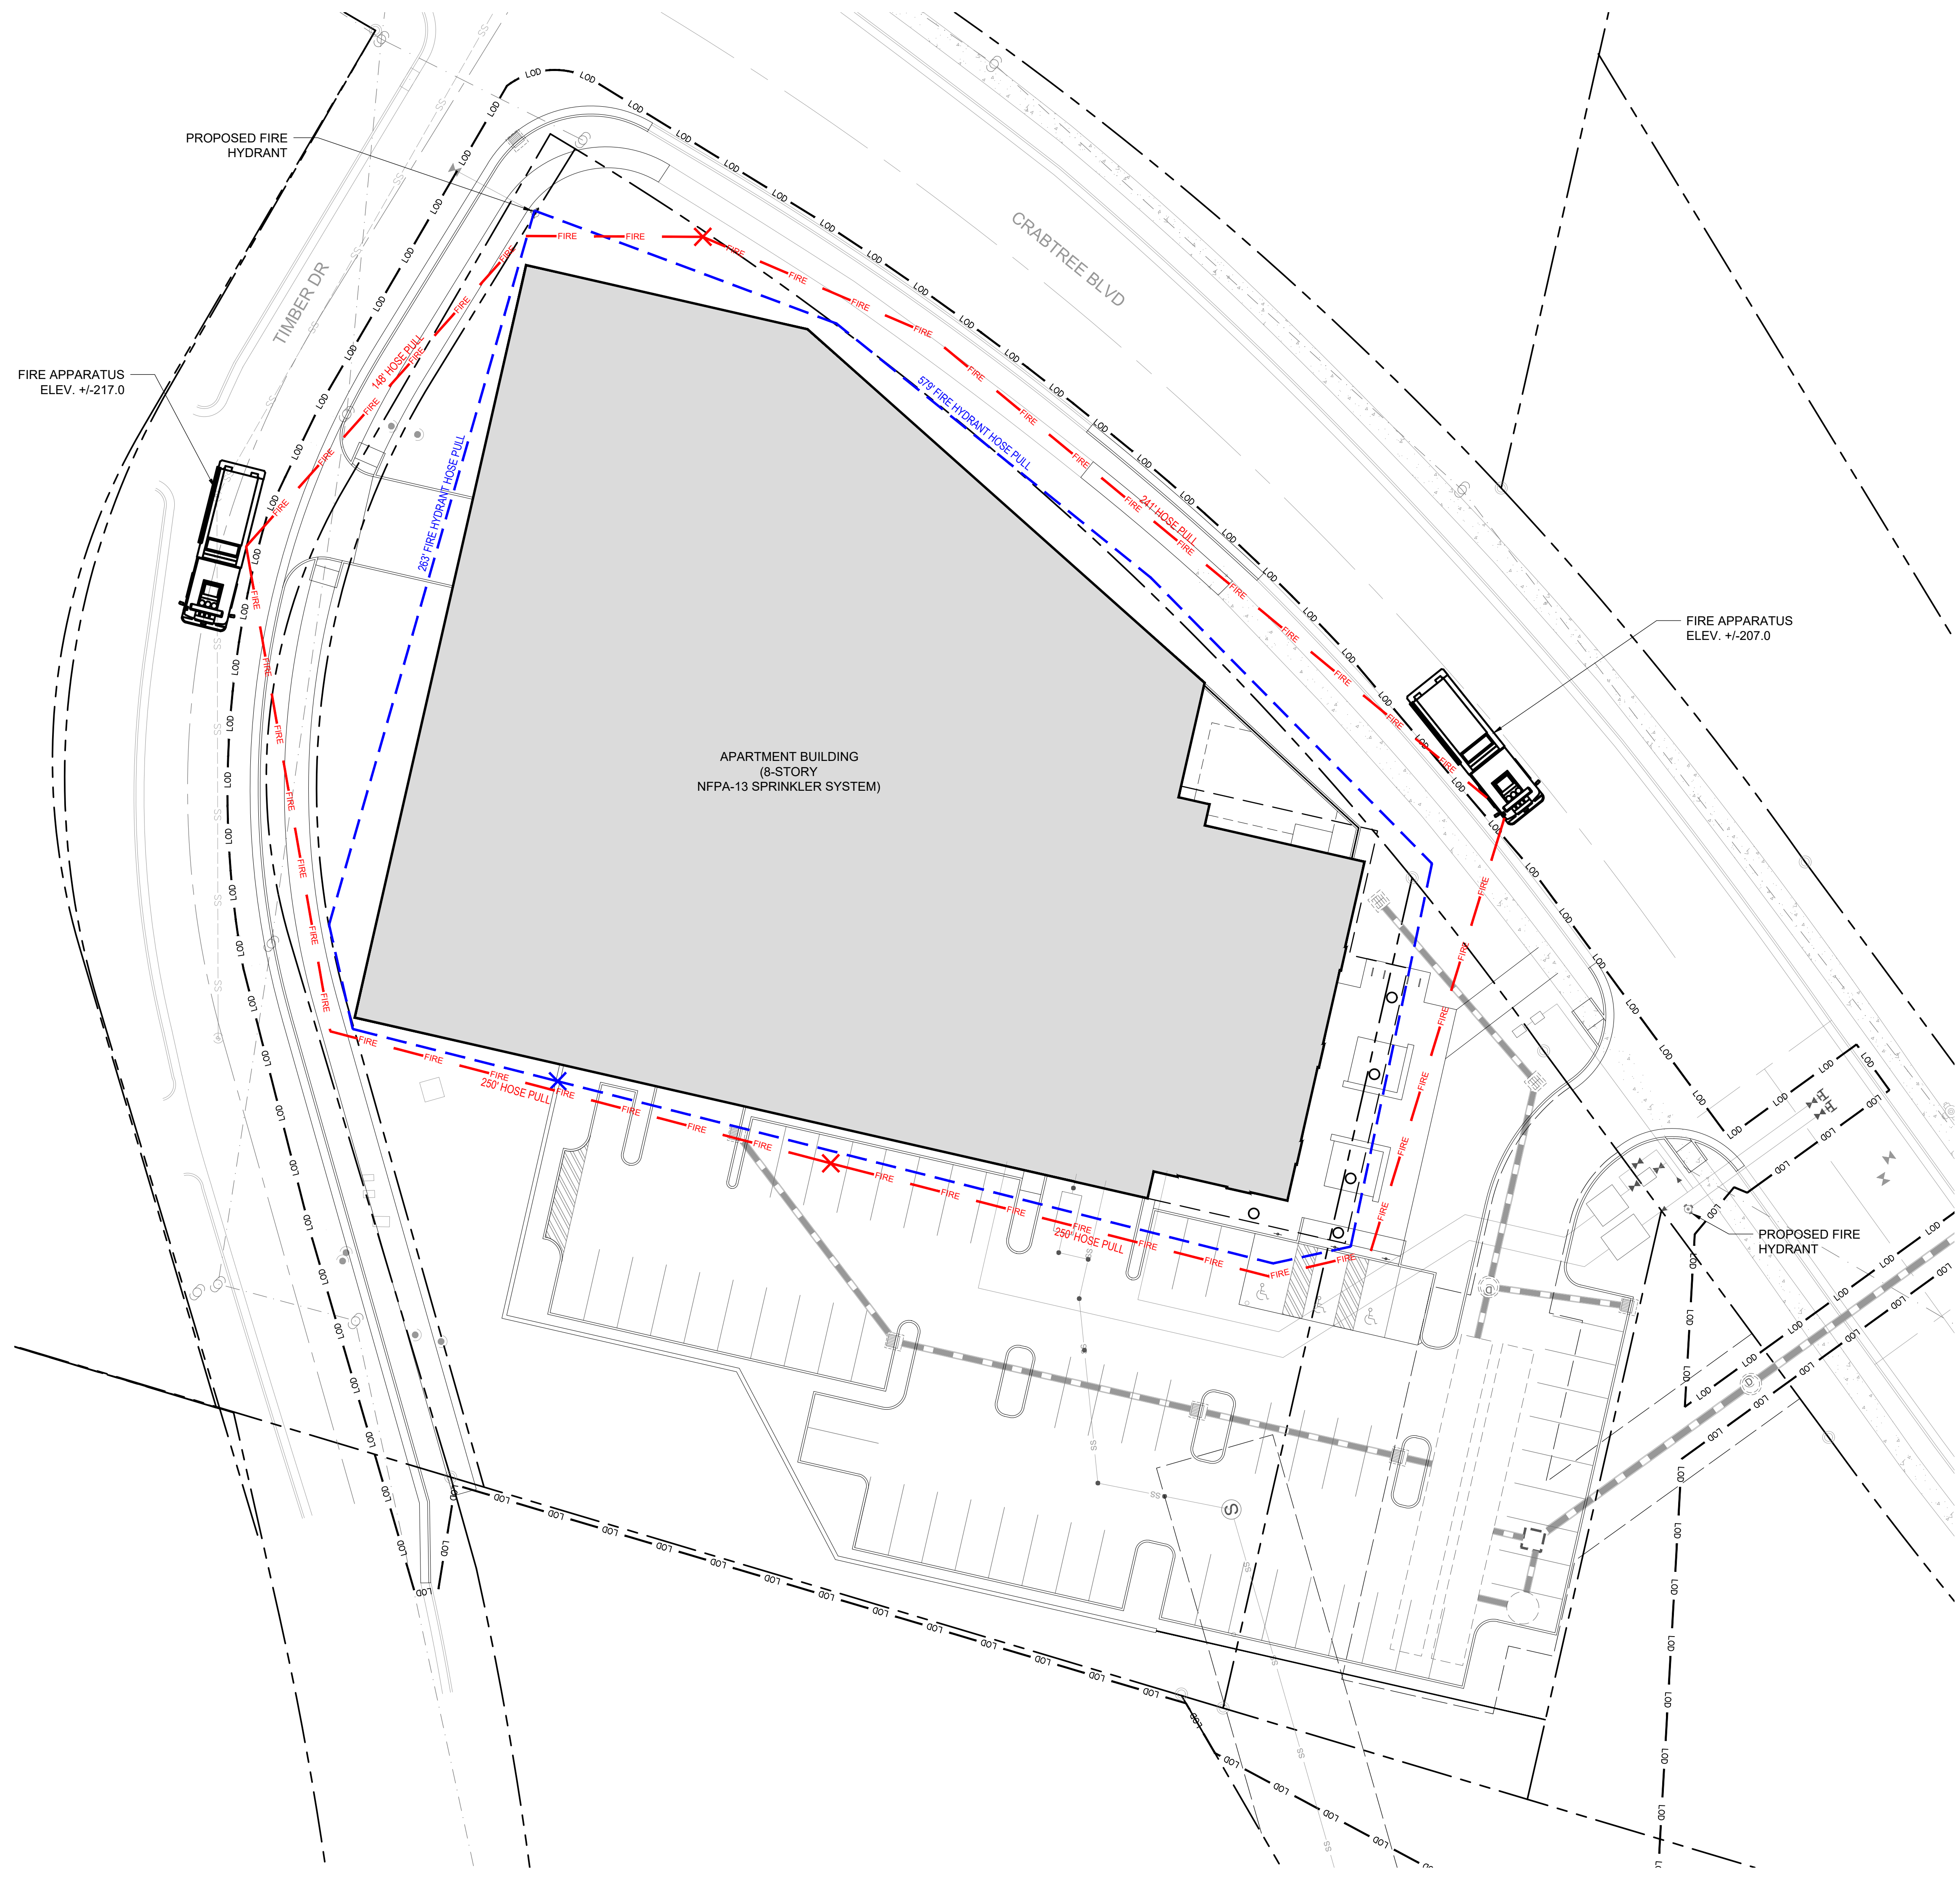 PROPOSED FIRE
HYDRANT
TIMBER DR
CRABTREE BLVD
FIRE APPARATUS
ELEV. +/-217.0
148' HOSE PULL
263' FIRE HYDRANT HOSE PULL
579' FIRE HYDRANT HOSE PULL
241' HOSE PULL
FIRE APPARATUS
ELEV. +/-207.0
APARTMENT BUILDING
(8-STORY
NFPA-13 SPRINKLER SYSTEM)
250' HOSE PULL
250' HOSE PULL
PROPOSED FIRE
HYDRANT
FIRE
LOD
SS
S
D
D